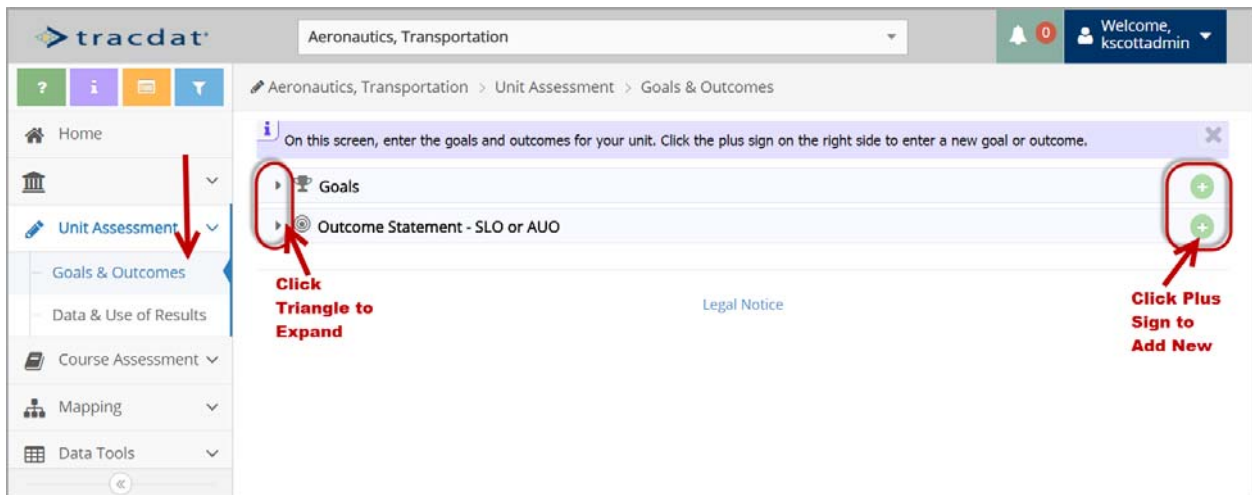 tracdat
Aeronautics, Transportation
0
Welcome,
kscottadmin
? i
Aeronautics, Transportation > Unit Assessment > Goals & Outcomes
Home
i
On this screen, enter the goals and outcomes for your unit. Click the plus sign on the right side to enter a new goal or outcome.
Goals
Unit Assessment
Outcome Statement - SLO or AUO
Goals & Outcomes
Data & Use of Results
Click
Triangle to
Expand
Legal Notice
Click Plus
Sign to
Add New
Course Assessment
Mapping
Data Tools